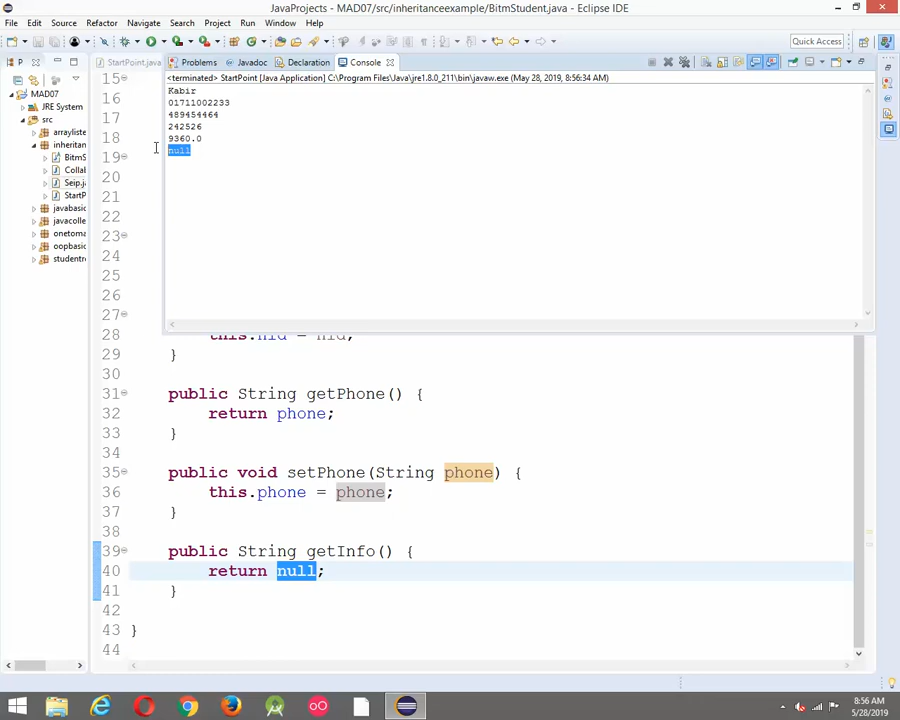 JavaProjects - MAD07/src/inheritanceexample/BitmStudent.java - Eclipse IDE
File Edit Source Refactor Navigate Search Project Run Window Help
Quick Access
P
StartPoint.java
Problems Javadoc Declaration Console
<terminated> StartPoint [Java Application] C:\Program Files\Java\jre1.8.0_211\bin\javaw.exe (May 28, 2019, 8:56:34 AM)
MAD07
JRE System
src
arrayliste
inheritan
BitmS
Collab
Seip.ja
StartP
javabasic
javacolle
onetoma
oopbasic
studentre
Kabir
01711002233
489454464
242526
9360.0
null
15
16
17
18
19
20
21
22
23
24
25
26
27
28 this.nid = nid;
29 }
30
31 public String getPhone() {
32 return phone;
33 }
34
35 public void setPhone(String phone) {
36 this.phone = phone;
37 }
38
39 public String getInfo() {
40 return null;
41 }
42
43 }
44
8:56 AM
5/28/2019